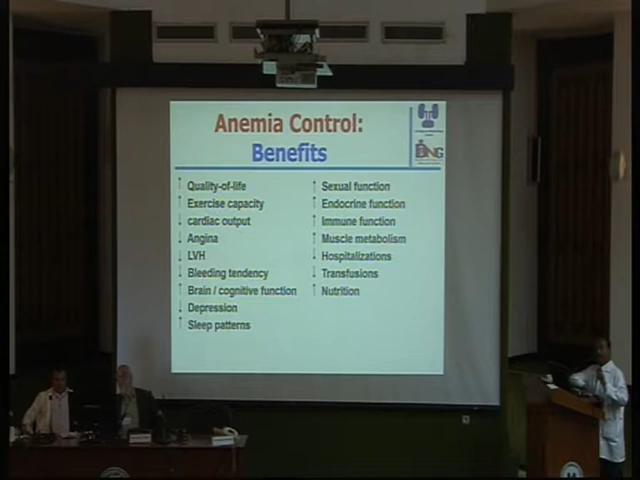 Anemia Control:
Benefits
↑ Quality-of-life
↑ Exercise capacity
↓ cardiac output
↓ Angina
↓ LVH
↓ Bleeding tendency
↑ Brain / cognitive function
↓ Depression
↑ Sleep patterns
↑ Sexual function
↑ Endocrine function
↑ Immune function
↑ Muscle metabolism
↓ Hospitalizations
↓ Transfusions
↑ Nutrition